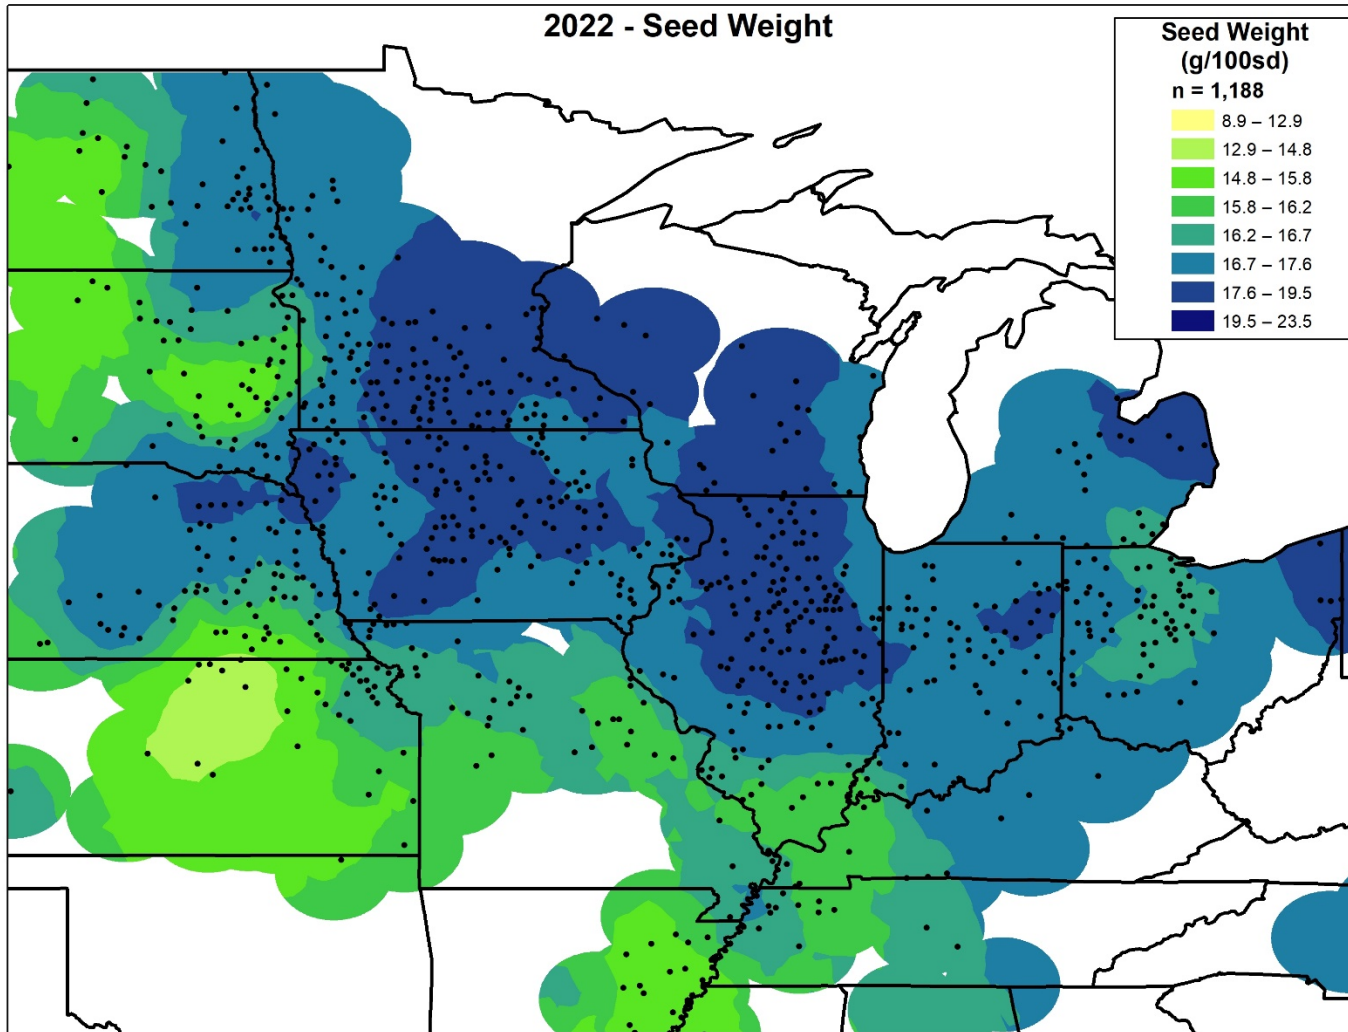 2022 - Seed Weight
Seed Weight
(g/100sd)
n = 1,188
8.9 – 12.9
12.9 – 14.8
14.8 – 15.8
15.8 – 16.2
16.2 – 16.7
16.7 – 17.6
17.6 – 19.5
19.5 – 23.5